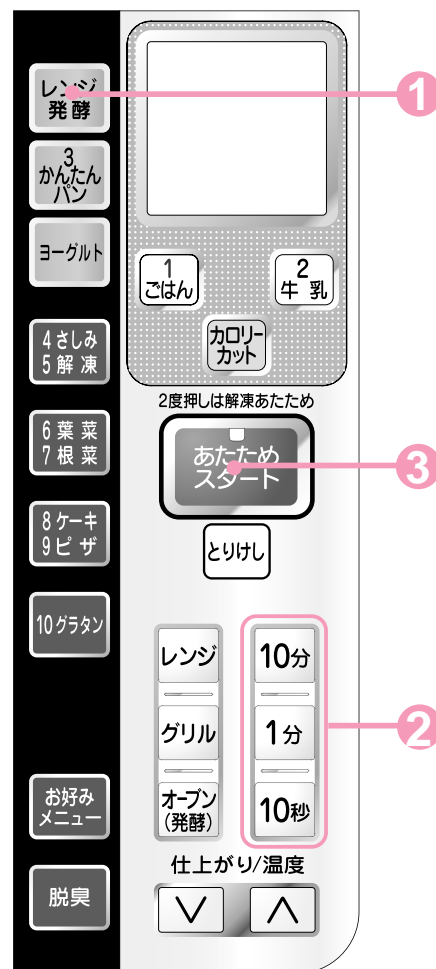 レンジ
発酵
1
3
かんたん
パン
ヨーグルト
1
ごはん
2
牛乳
カロリー
カット
4さしみ
5解凍
2度押しは解凍あたため
6葉菜
7根菜
あたため
スタート
3
8ケーキ
9ピザ
とりけし
10グラタン
レンジ
10分
グリル
1分
2
オーブン
(発酵)
10秒
お好み
メニュー
仕上がり/温度
脱臭
∨
∧